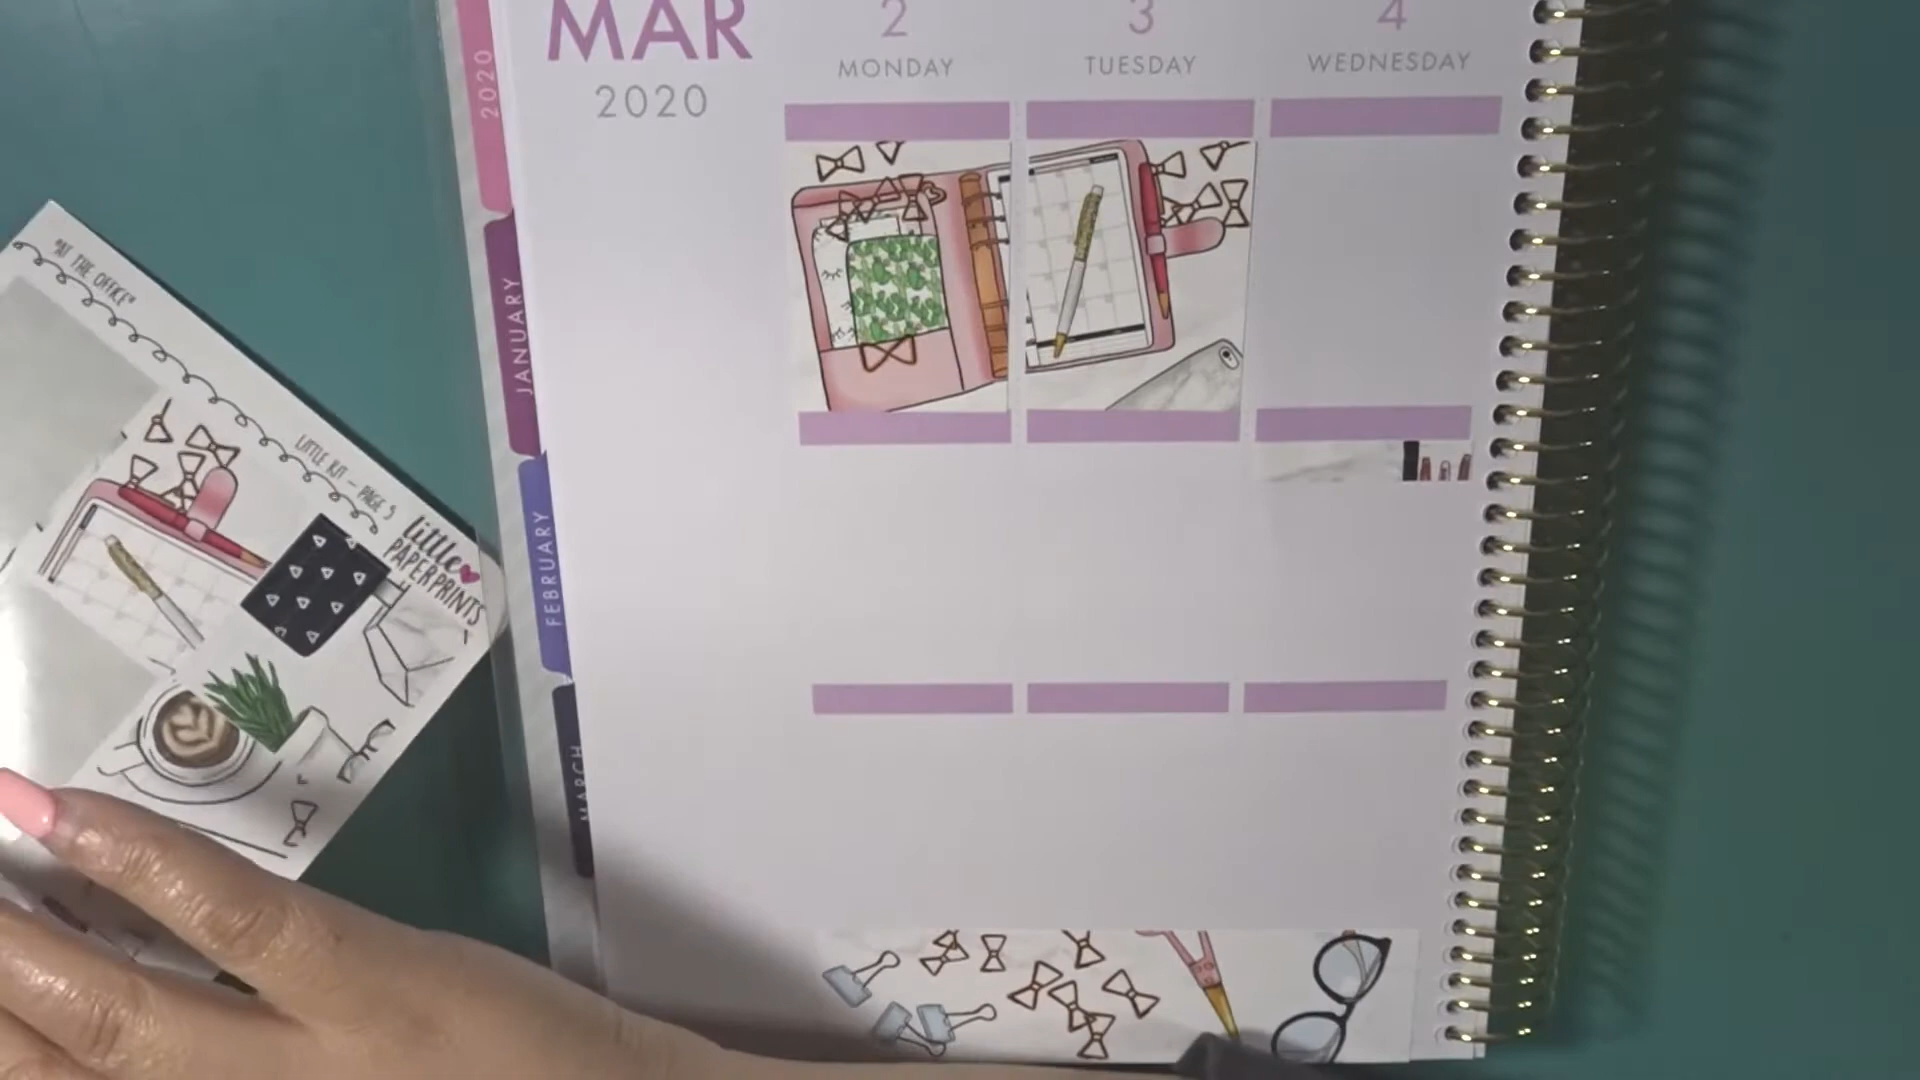 MAR
2020
2
MONDAY
3
TUESDAY
4
WEDNESDAY
2020
JANUARY
FEBRUARY
MARCH
"AT THE OFFICE"
LITTLE KIT – PAGE 5
little
PAPERPRINTS